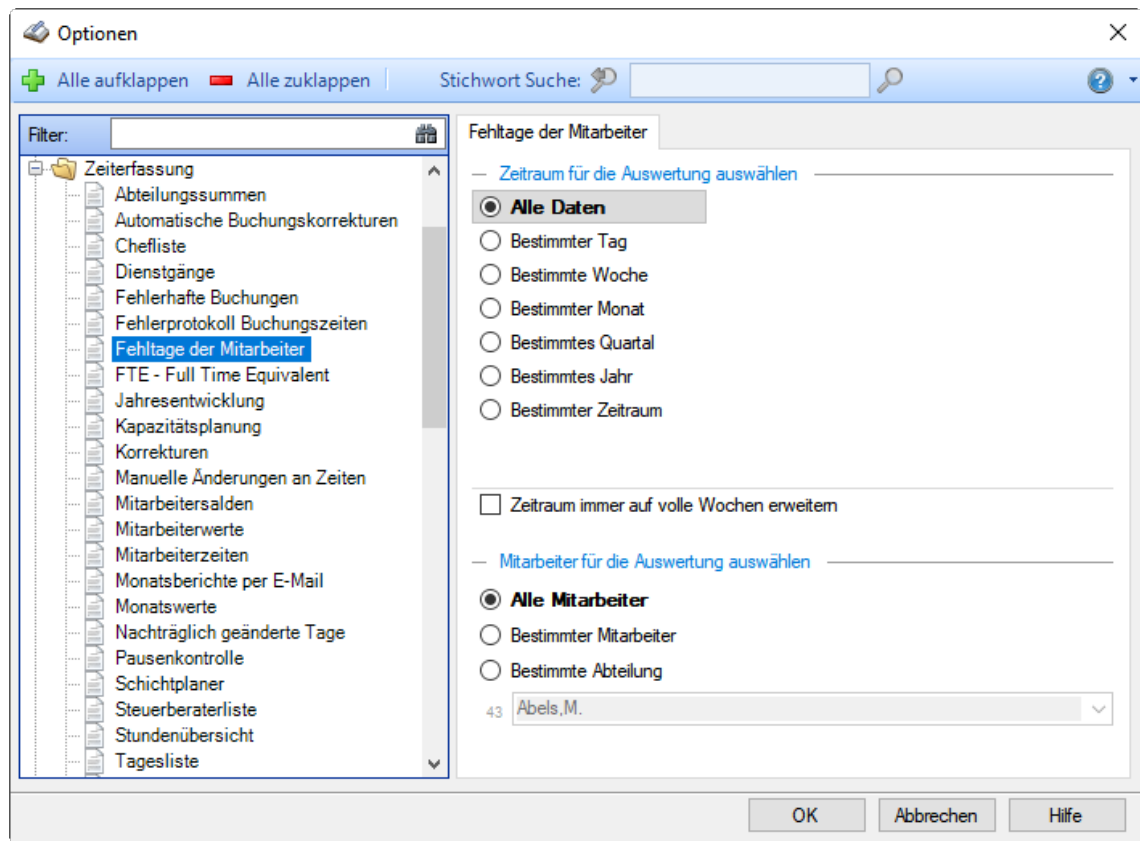 Optionen
Alle aufklappen Alle zuklappen Stichwort Suche:
Filter:
Zeiterfassung
Abteilungssummen
Automatische Buchungskorrekturen
Chefliste
Dienstgänge
Fehlerhafte Buchungen
Fehlerprotokoll Buchungszeiten
Fehltage der Mitarbeiter
FTE - Full Time Equivalent
Jahresentwicklung
Kapazitätsplanung
Korrekturen
Manuelle Änderungen an Zeiten
Mitarbeitersalden
Mitarbeiterwerte
Mitarbeiterzeiten
Monatsberichte per E-Mail
Monatswerte
Nachträglich geänderte Tage
Pausenkontrolle
Schichtplaner
Steuerberaterliste
Stundenübersicht
Tagesliste
Fehltage der Mitarbeiter
Zeitraum für die Auswertung auswählen
Alle Daten
Bestimmter Tag
Bestimmte Woche
Bestimmter Monat
Bestimmtes Quartal
Bestimmtes Jahr
Bestimmter Zeitraum
Zeitraum immer auf volle Wochen erweitern
Mitarbeiter für die Auswertung auswählen
Alle Mitarbeiter
Bestimmter Mitarbeiter
Bestimmte Abteilung
43 Abels,M.
OK Abbrechen Hilfe